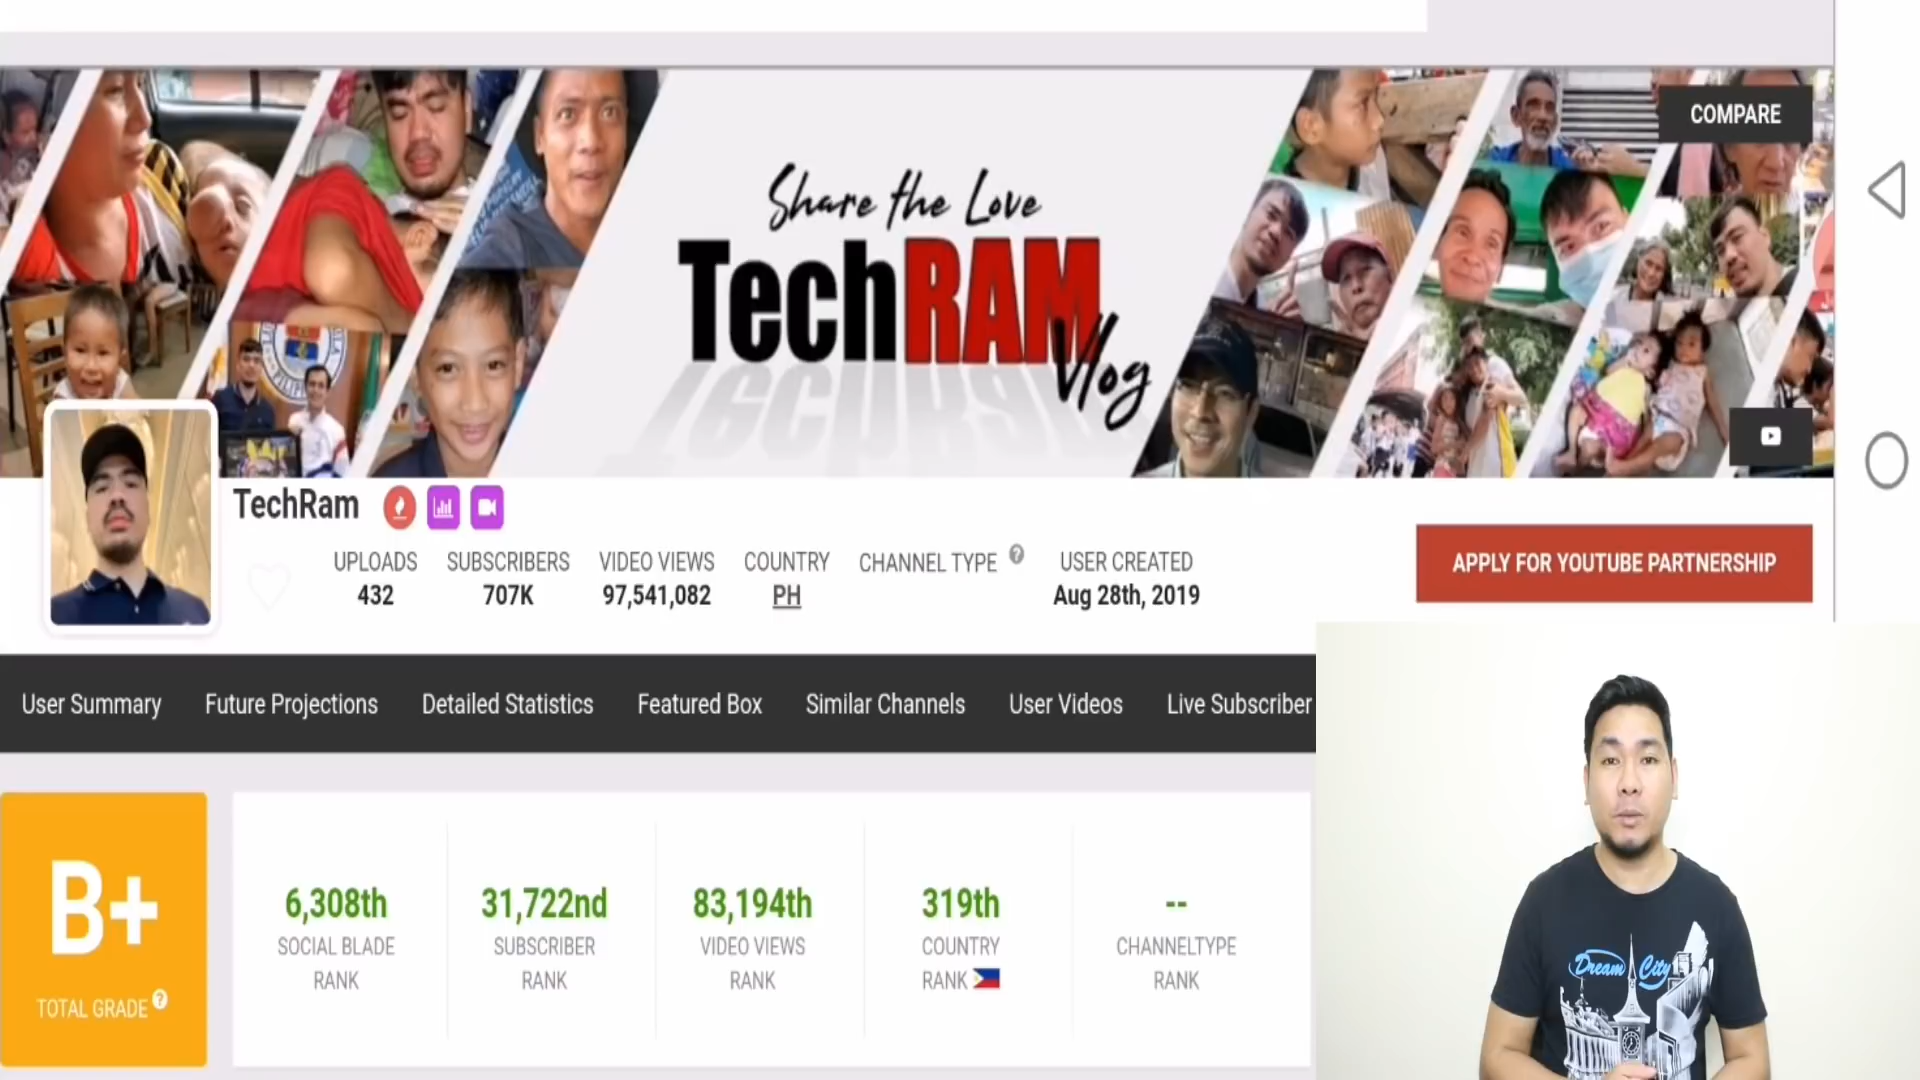 COMPARE
Share the Love
TechRAM
Vlog
TechRam
UPLOADS
432
SUBSCRIBERS
707K
VIDEO VIEWS
97,541,082
COUNTRY
PH
CHANNEL TYPE ?
USER CREATED
Aug 28th, 2019
APPLY FOR YOUTUBE PARTNERSHIP
User Summary
Future Projections
Detailed Statistics
Featured Box
Similar Channels
User Videos
Live Subscriber
B+
TOTAL GRADE ?
6,308th
SOCIAL BLADE
RANK
31,722nd
SUBSCRIBER
RANK
83,194th
VIDEO VIEWS
RANK
319th
COUNTRY
RANK
--
CHANNELTYPE
RANK
Dream City